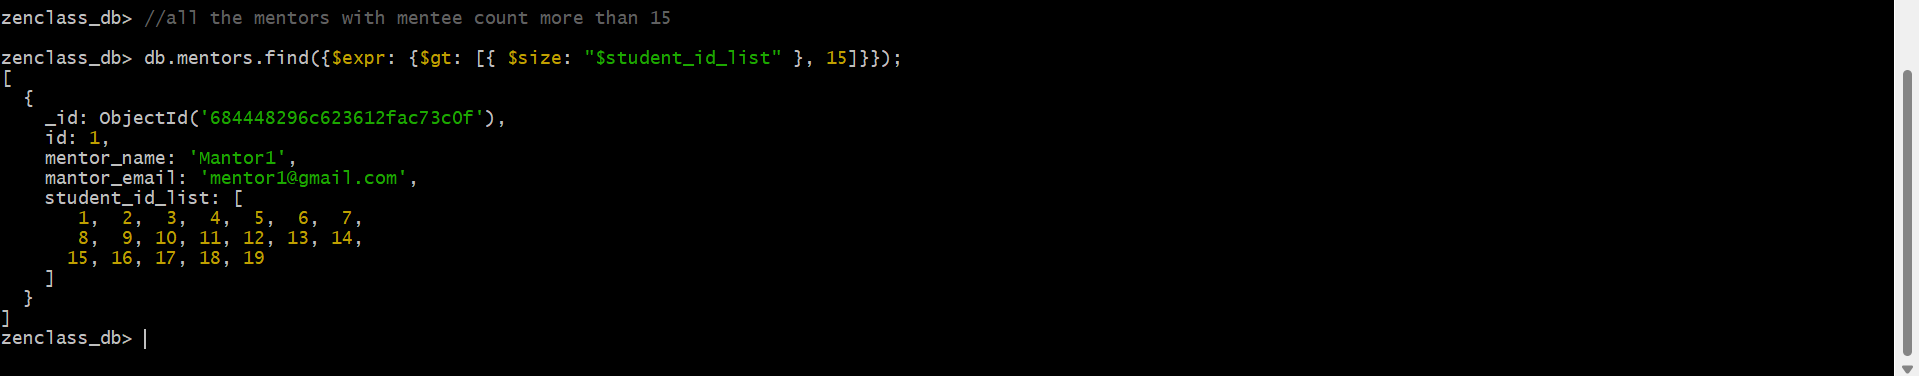 zenclass_db> //all the mentors with mentee count more than 15
zenclass_db> db.mentors.find({$expr: {$gt: [{ $size: "$student_id_list" }, 15]}});
[
  {
    _id: ObjectId('684448296c623612fac73c0f'),
    id: 1,
    mentor_name: 'Mantor1',
    mantor_email: 'mentor1@gmail.com',
    student_id_list: [
       1,  2,  3,  4,  5,  6,  7,
       8,  9, 10, 11, 12, 13, 14,
      15, 16, 17, 18, 19
    ]
  }
]
zenclass_db>